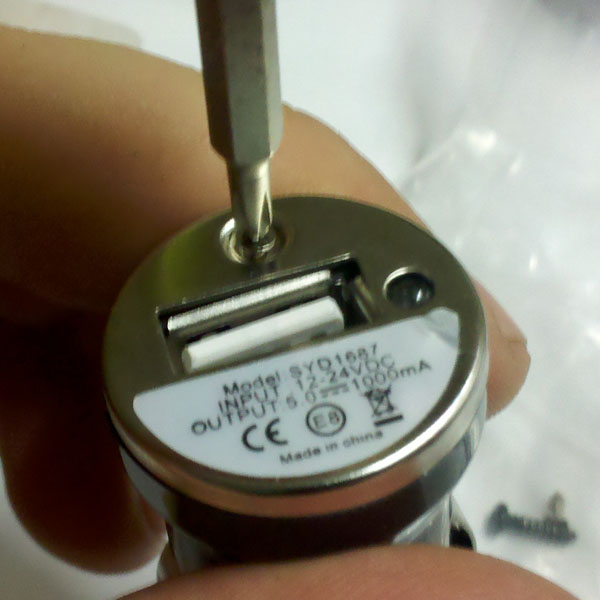 Model SYD1687
INPUT 12-24VDC
OUTPUT 5.0⎓1000mA
CE E8
Made in china